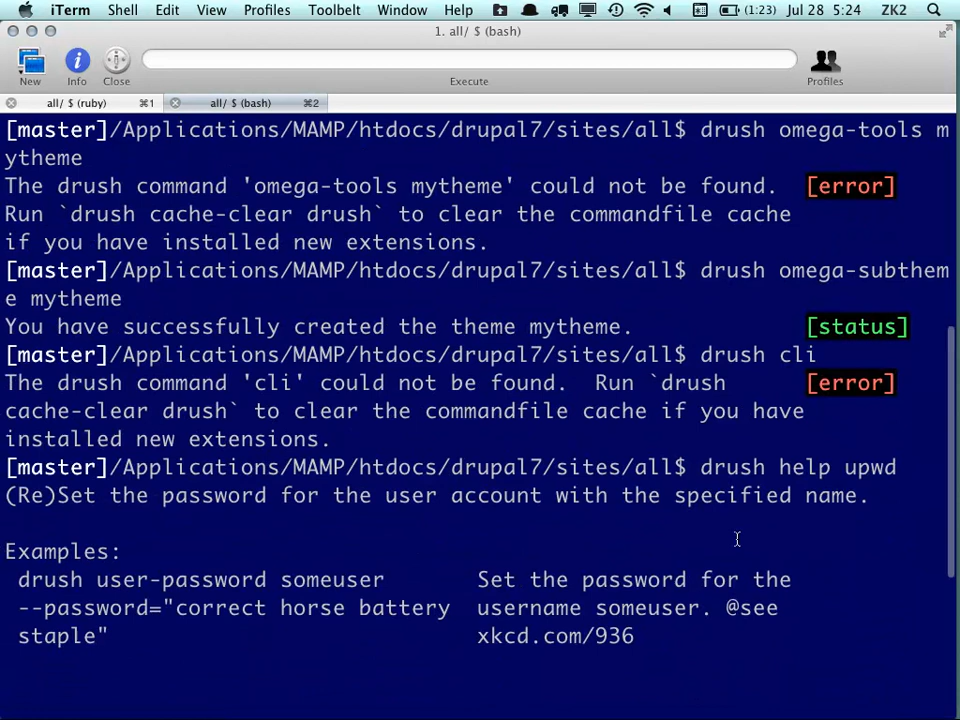 iTerm Shell Edit View Profiles Toolbelt Window Help (1:23) Jul 28 5:24 ZK2
1. all/ $ (bash)
New Info Close Execute Profiles
all/ $ (ruby) ⌘1 all/ $ (bash) ⌘2
[master]/Applications/MAMP/htdocs/drupal7/sites/all$ drush omega-tools m
ytheme
The drush command 'omega-tools mytheme' could not be found. [error]
Run `drush cache-clear drush` to clear the commandfile cache
if you have installed new extensions.
[master]/Applications/MAMP/htdocs/drupal7/sites/all$ drush omega-subthem
e mytheme
You have successfully created the theme mytheme. [status]
[master]/Applications/MAMP/htdocs/drupal7/sites/all$ drush cli
The drush command 'cli' could not be found. Run `drush [error]
cache-clear drush` to clear the commandfile cache if you have
installed new extensions.
[master]/Applications/MAMP/htdocs/drupal7/sites/all$ drush help upwd
(Re)Set the password for the user account with the specified name.
Examples:
drush user-password someuser Set the password for the
--password="correct horse battery username someuser. @see
staple" xkcd.com/936